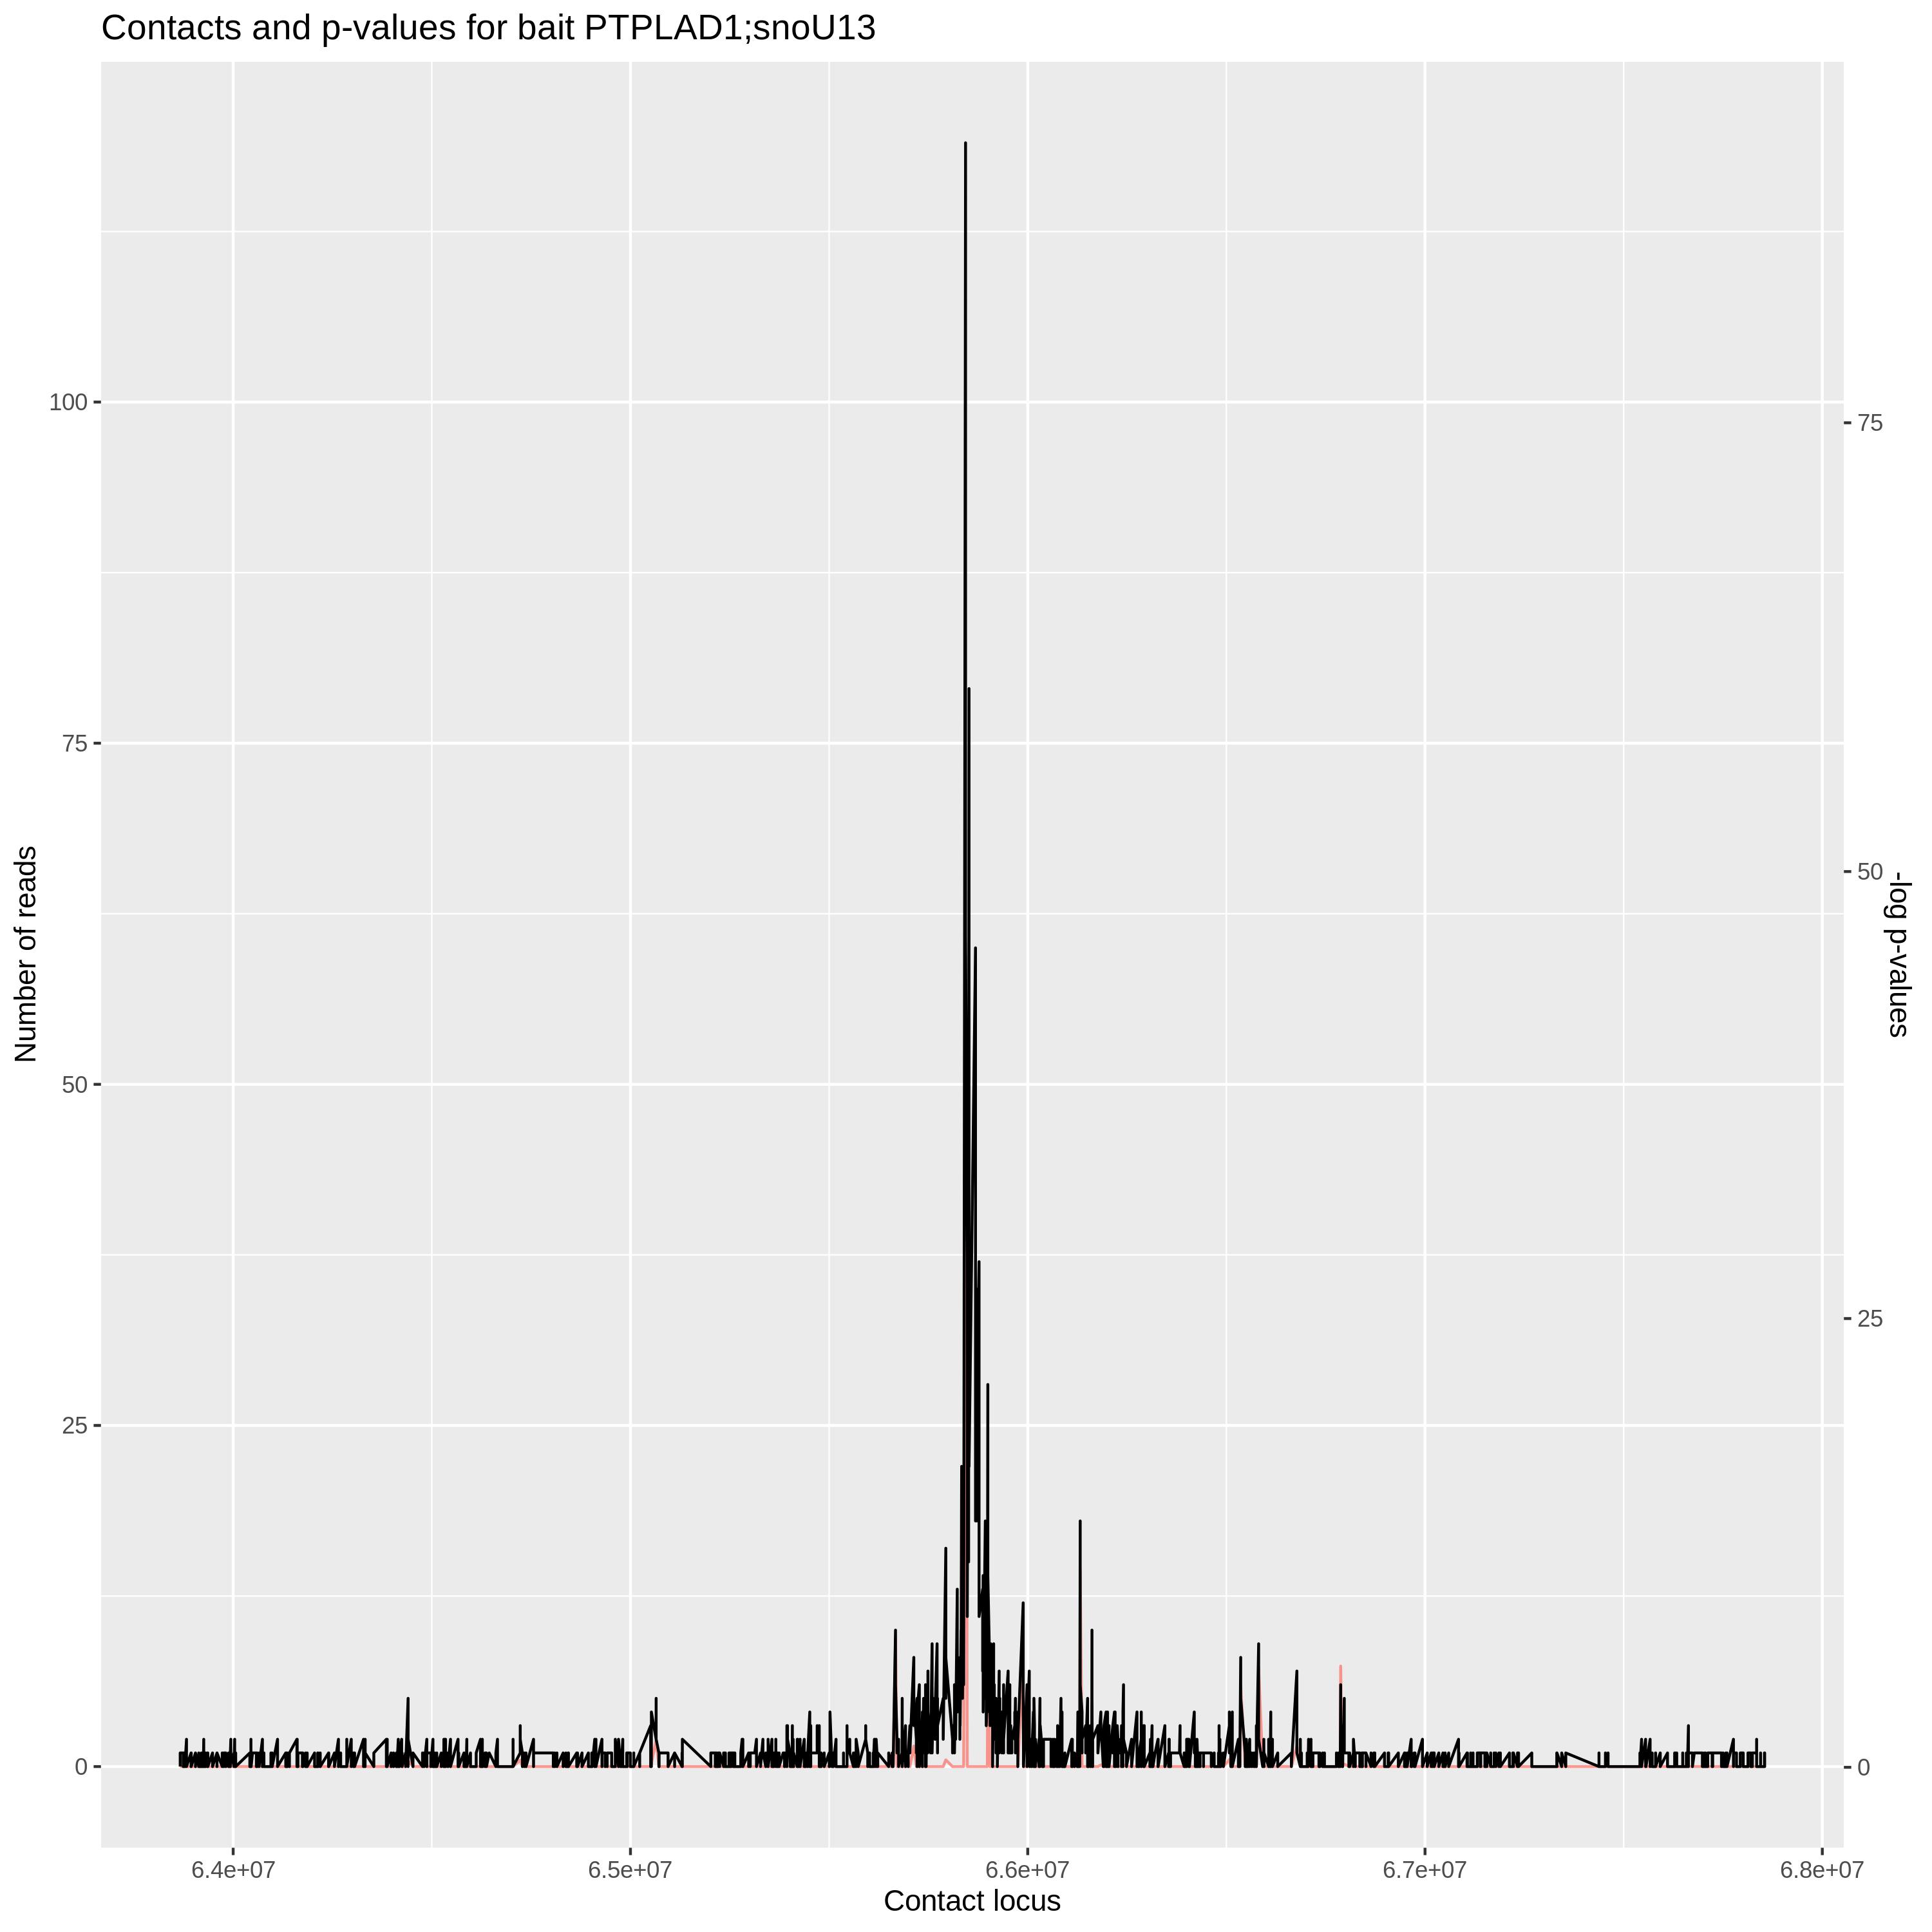 Contacts and p-values for bait PTPLAD1;snoU13
100
75
50
25
0
Number of reads
75
50
25
0
-log p-values
6.4e+07 6.5e+07 6.6e+07 6.7e+07 6.8e+07
Contact locus